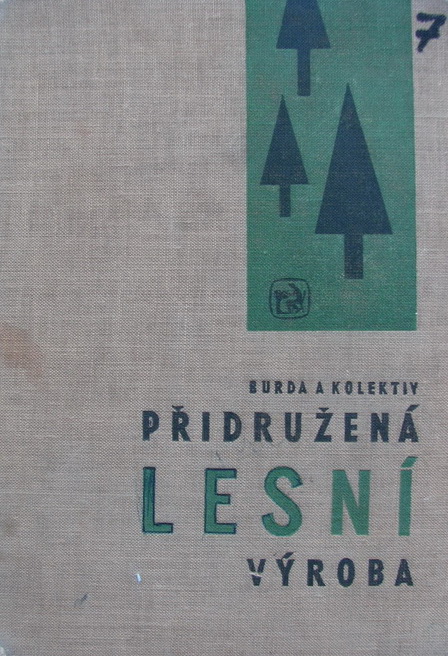 7
BURDA A KOLEKTIV
PŘIDRUŽENÁ
LESNÍ
VÝROBA